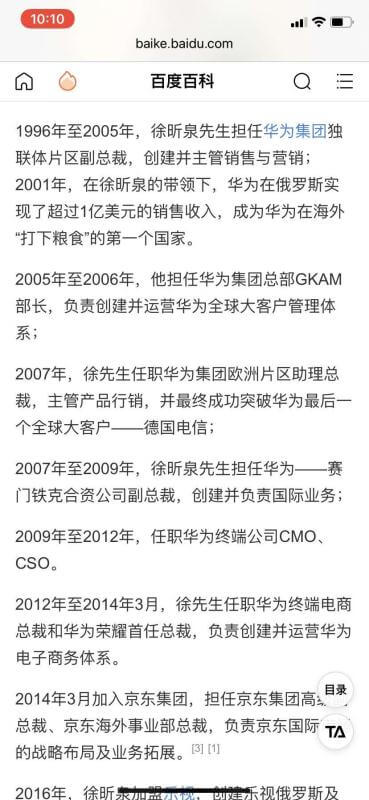 10:10
baike.baidu.com
百度百科
1996年至2005年，徐昕泉先生担任华为集团独
联体片区副总裁，创建并主管销售与营销；
2001年，在徐昕泉的带领下，华为在俄罗斯实
现了超过1亿美元的销售收入，成为华为在海外
“打下粮食”的第一个国家。
2005年至2006年，他担任华为集团总部GKAM
部长，负责创建并运营华为全球大客户管理体
系；
2007年，徐先生任职华为集团欧洲片区助理总
裁，主管产品行销，并最终成功突破华为最后一
个全球大客户——德国电信；
2007年至2009年，徐昕泉先生担任华为——赛
门铁克合资公司副总裁，创建并负责国际业务；
2009年至2012年，任职华为终端公司CMO、
CSO。
2012年至2014年3月，徐先生任职华为终端电商
总裁和华为荣耀首任总裁，负责创建并运营华为
电子商务体系。
2014年3月加入京东集团，担任京东集团高级
总裁、京东海外事业部总裁，负责京东国际
的战略布局及业务拓展。[3] [1]
2016年，徐昕泉加盟乐视，创建乐视俄罗斯及
目录
TA